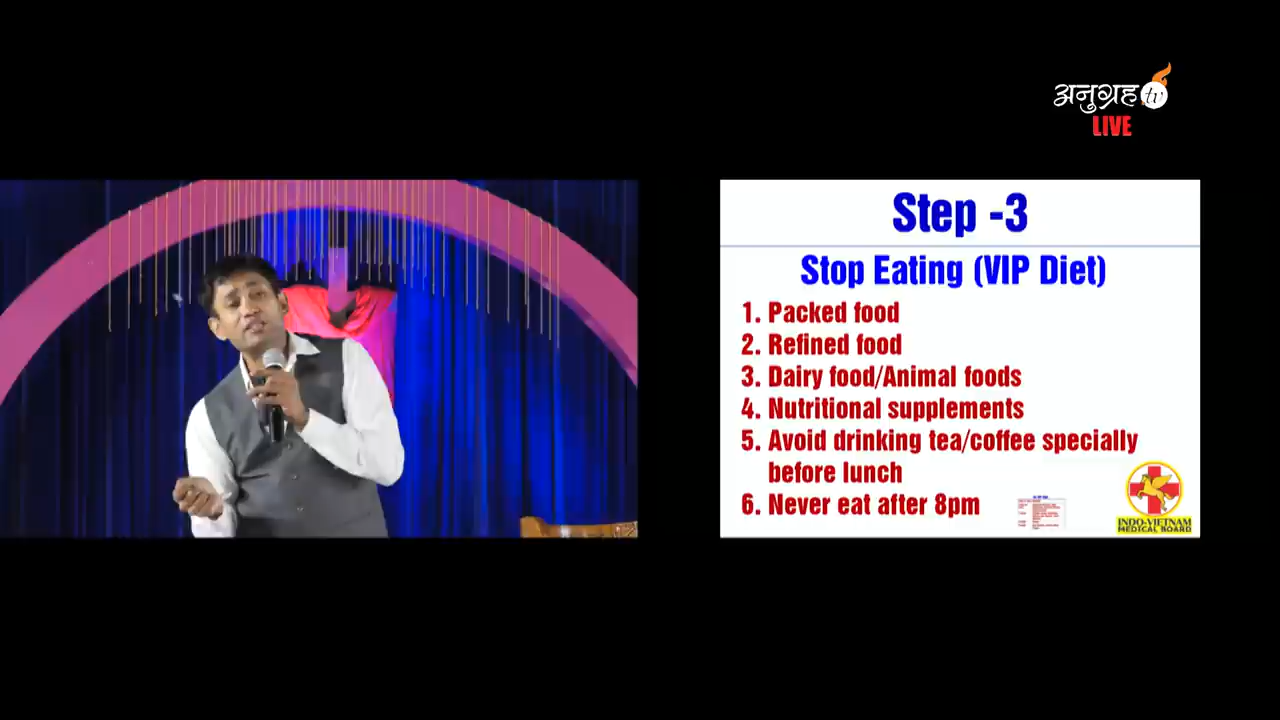 अनुग्रह tv
LIVE
Step -3
Stop Eating (VIP Diet)
1. Packed food
2. Refined food
3. Dairy food/Animal foods
4. Nutritional supplements
5. Avoid drinking tea/coffee specially
before lunch
6. Never eat after 8pm
INDO-VIETNAM
MEDICAL BOARD